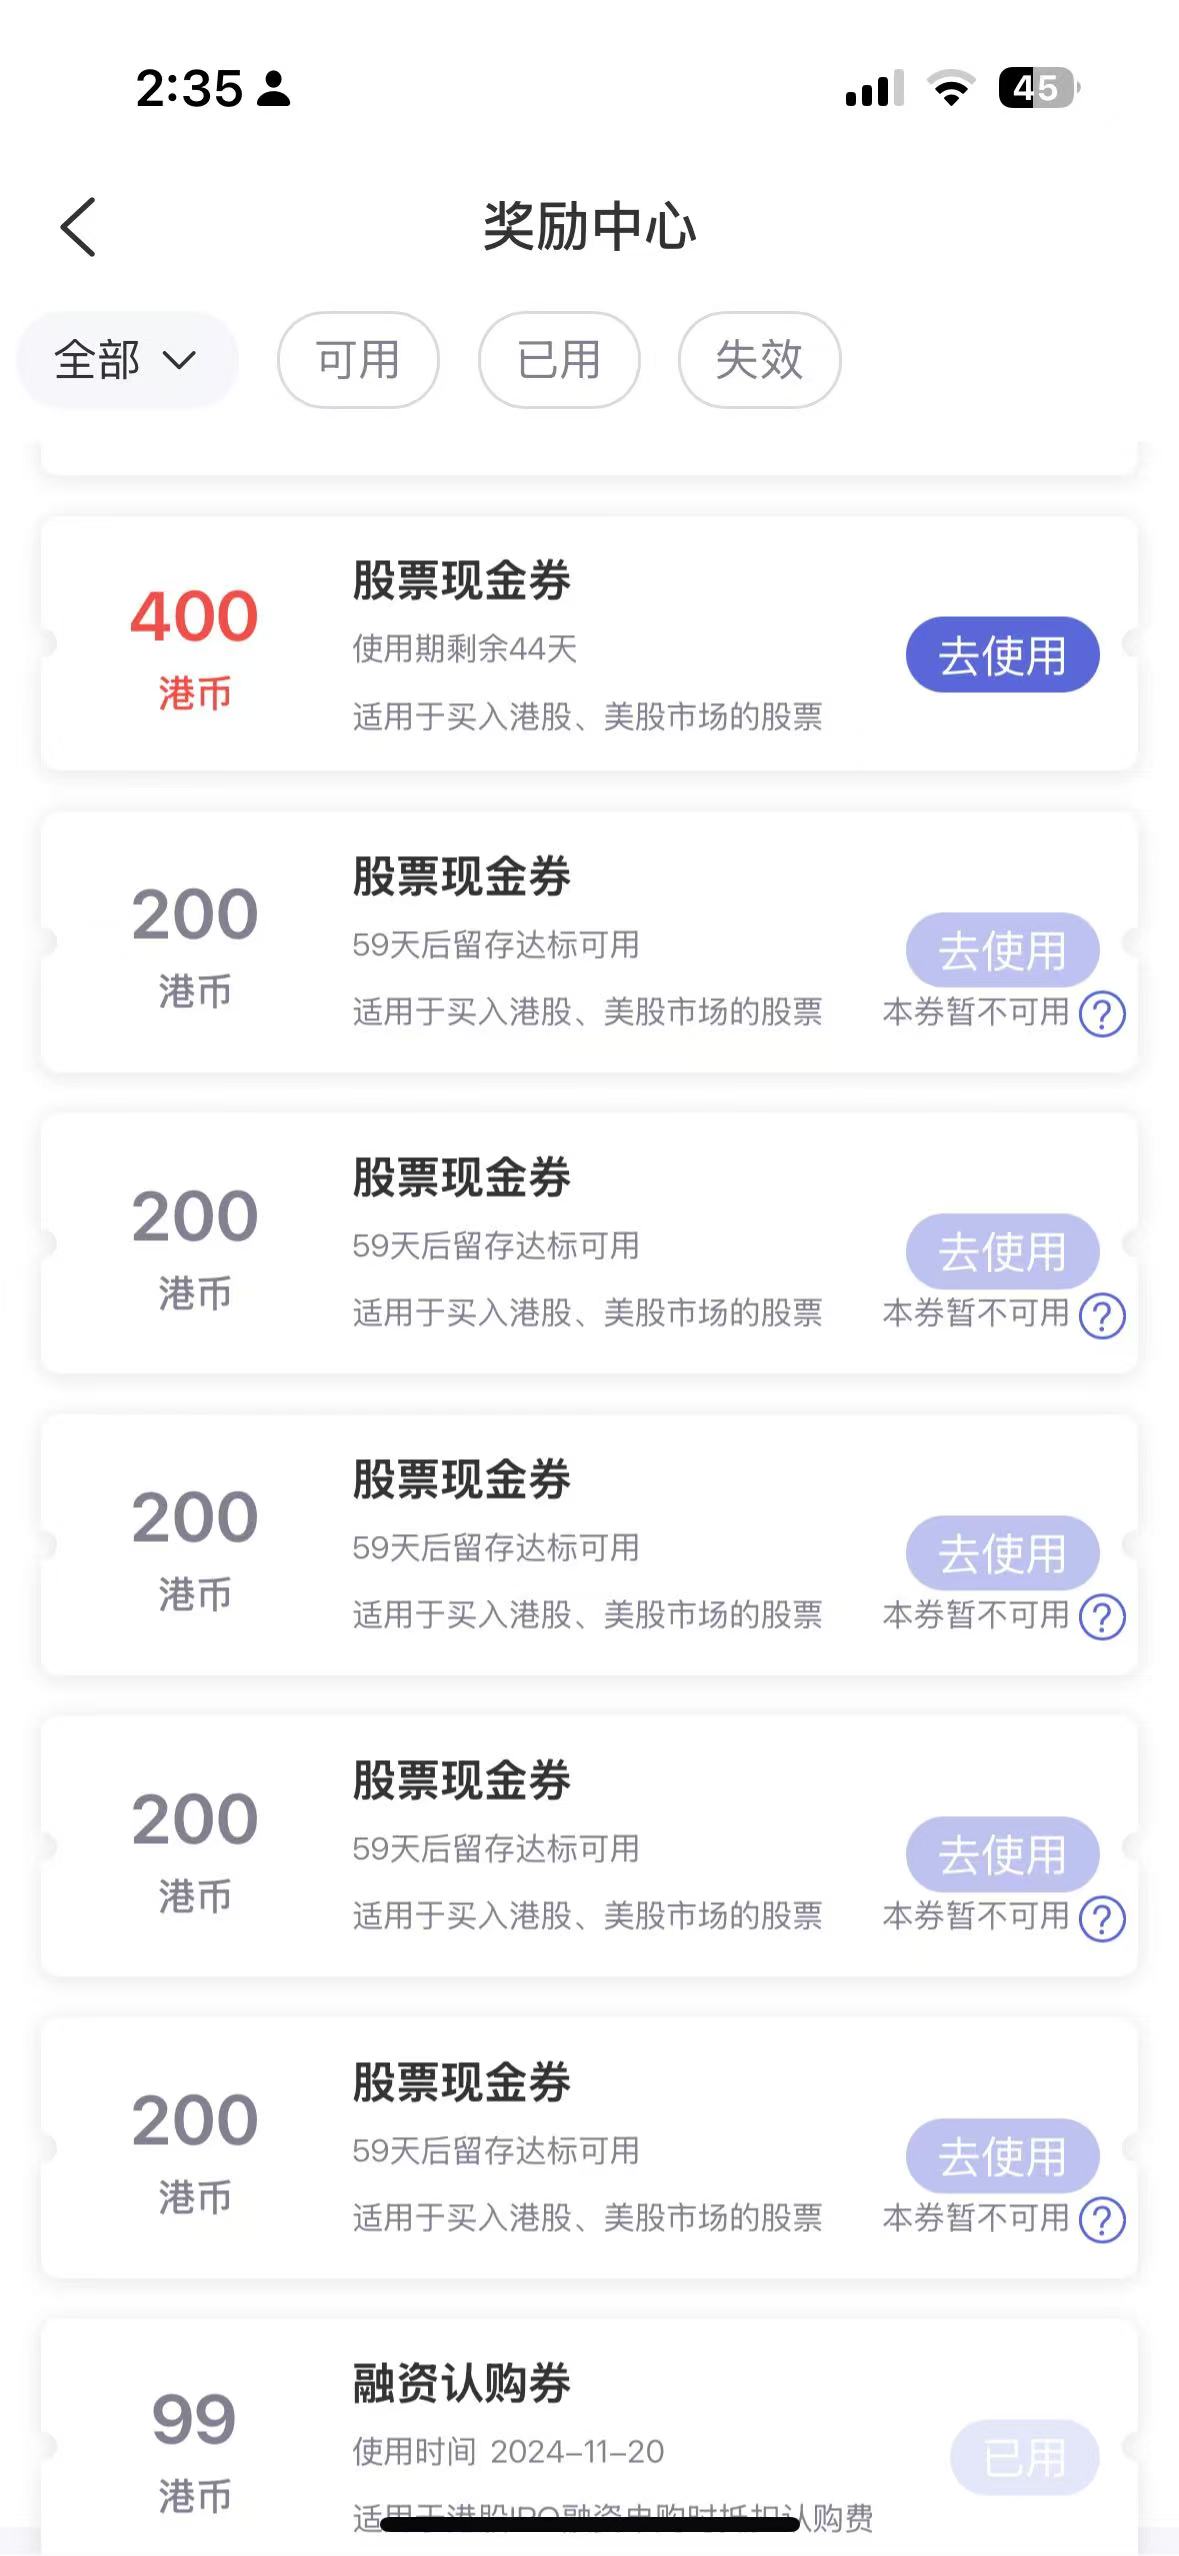 2:35
45
奖励中心
全部
可用
已用
失效
400
港币
股票现金券
使用期剩余44天
适用于买入港股、美股市场的股票
去使用
200
港币
股票现金券
59天后留存达标可用
适用于买入港股、美股市场的股票
去使用
本券暂不可用
?
200
港币
股票现金券
59天后留存达标可用
适用于买入港股、美股市场的股票
去使用
本券暂不可用
?
200
港币
股票现金券
59天后留存达标可用
适用于买入港股、美股市场的股票
去使用
本券暂不可用
?
200
港币
股票现金券
59天后留存达标可用
适用于买入港股、美股市场的股票
去使用
本券暂不可用
?
200
港币
股票现金券
59天后留存达标可用
适用于买入港股、美股市场的股票
去使用
本券暂不可用
?
99
港币
融资认购券
使用时间 2024-11-20
适用于港股IPO融资申购时抵扣认购费
已用